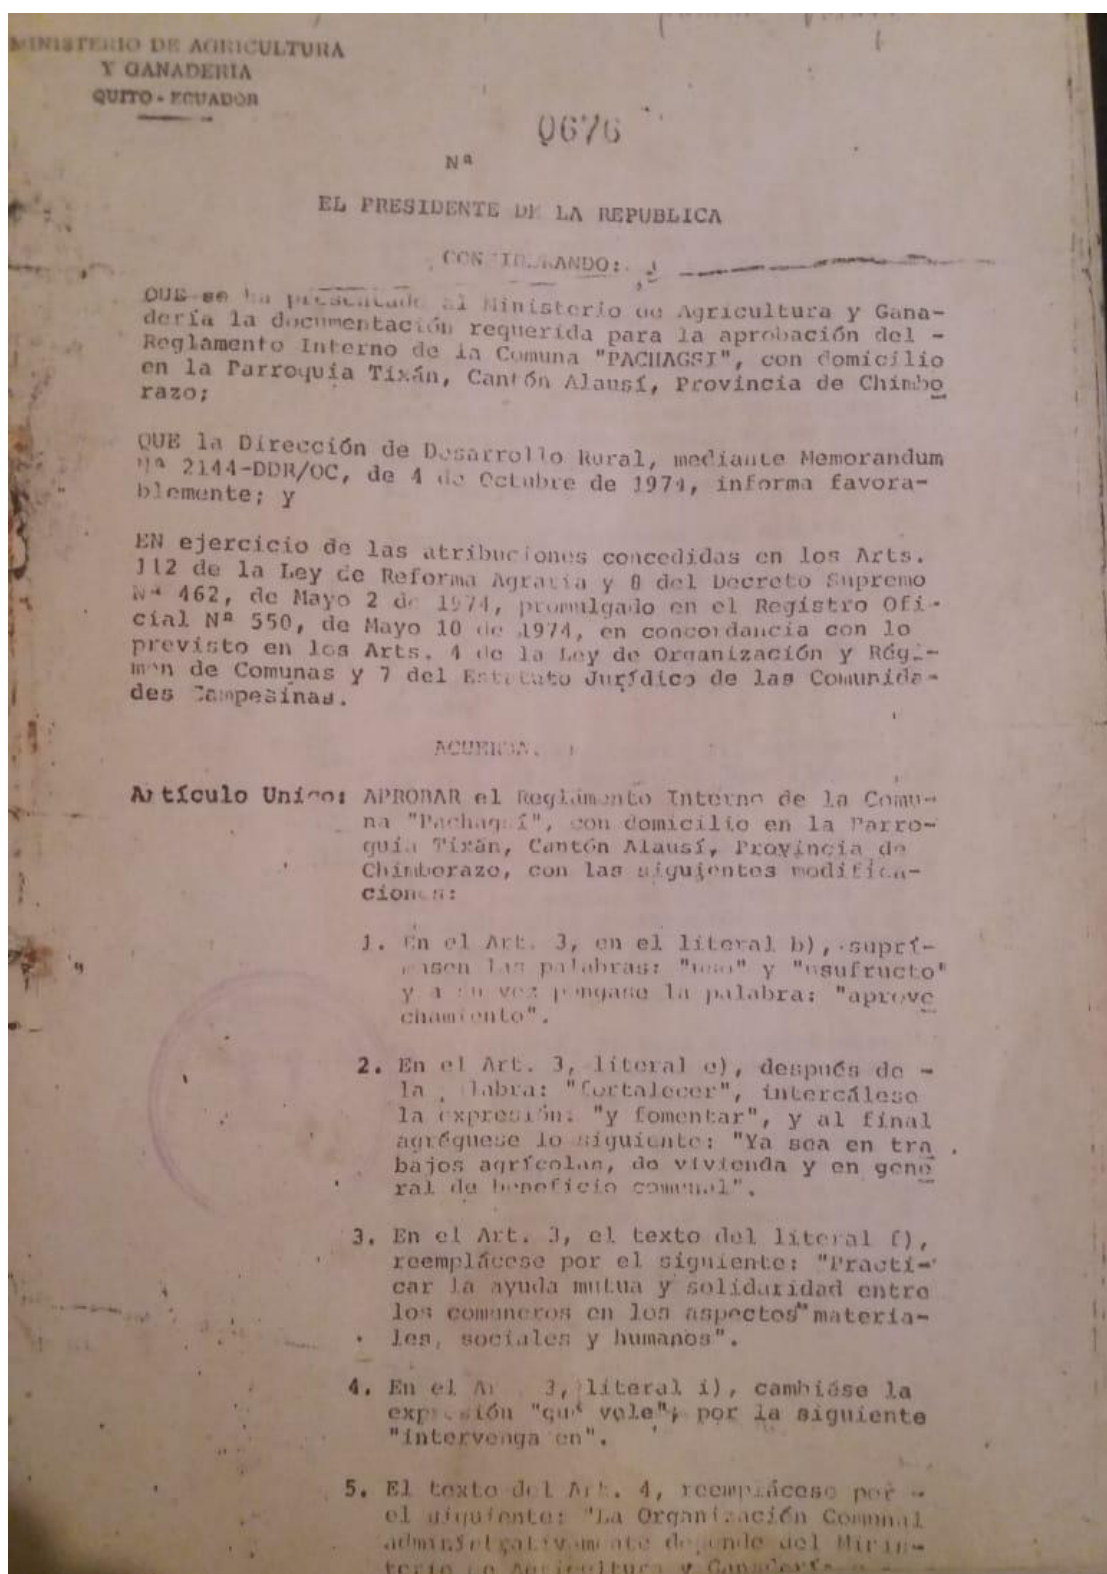 MINISTERIO DE AGRICULTURA
Y GANADERIA
QUITO - ECUADOR
0676
Nª
EL PRESIDENTE DE LA REPUBLICA
CONSIDERANDO:
QUE se ha presentado al Ministerio de Agricultura y Gana-
dería la documentación requerida para la aprobación del -
Reglamento Interno de la Comuna "PACHAGSI", con domicilio
en la Parroquia Tixán, Cantón Alausí, Provincia de Chimbo
razo;
QUE la Dirección de Desarrollo Rural, mediante Memorandum
Nª 2144-DDR/OC, de 4 de Octubre de 1974, informa favora-
blemente; y
EN ejercicio de las atribuciones concedidas en los Arts.
112 de la Ley de Reforma Agraria y 8 del Decreto Supremo
Nª 462, de Mayo 2 de 1974, promulgado en el Registro Ofi-
cial Nª 550, de Mayo 10 de 1974, en concordancia con lo
previsto en los Arts. 4 de la Ley de Organización y Régi-
men de Comunas y 7 del Estatuto Jurídico de las Comunida-
des Campesinas.
ACUERDA:
Artículo Unico: APROBAR el Reglamento Interno de la Comu-
na "Pachagsí", con domicilio en la Parro-
quia Tixán, Cantón Alausí, Provincia de
Chimborazo, con las siguientes modifica-
ciones:
1. En el Art. 3, en el literal b), suprí-
masen las palabras: "uso" y "usufructo"
y a su vez póngase la palabra: "aprove
chamiento".
2. En el Art. 3, literal e), después de -
la palabra: "fortalecer", intercálese
la expresión: "y fomentar", y al final
agréguese lo siguiente: "Ya sea en tra
bajos agrícolas, de vivienda y en gene
ral de beneficio comunal".
3. En el Art. 3, el texto del literal f),
reemplácese por el siguiente: "Practi-
car la ayuda mutua y solidaridad entre
los comuneros en los aspectos materia-
les, sociales y humanos".
4. En el Art. 3, literal i), cambiáse la
expresión "que vele", por la siguiente
"intervenga en".
5. El texto del Art. 4, reemplácese por -
el siguiente: "La Organización Comunal
administrativamente depende del Minis-
terio de Agricultura y Ganadería